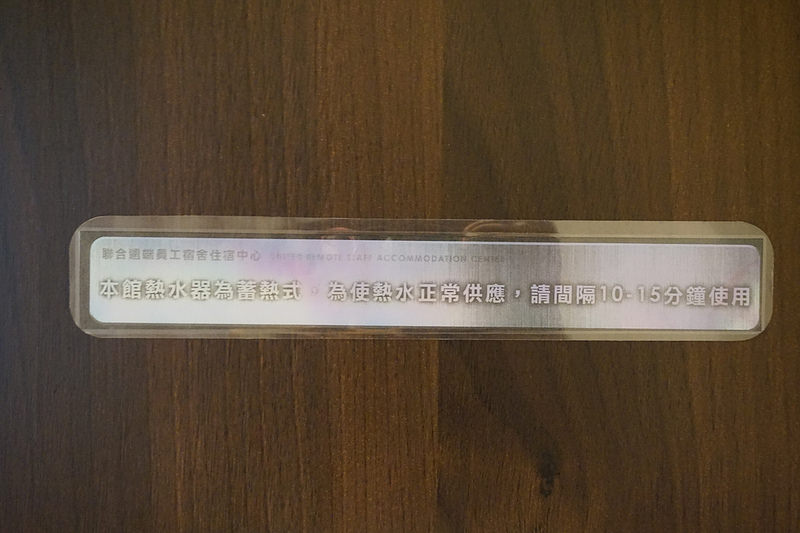 聯合遠端員工宿舍住宿中心 UNITED REMOTE STAFF ACCOMMODATION CENTER
本館熱水器為蓄熱式,為使熱水正常供應,請間隔10-15分鐘使用